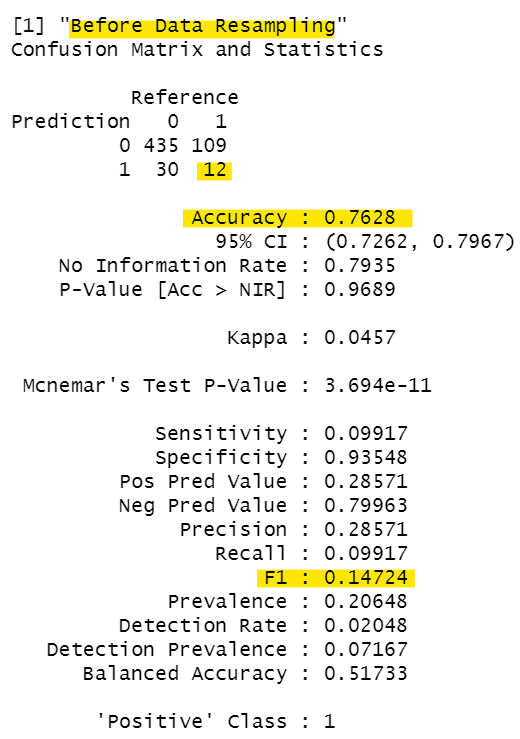 [1] "Before Data Resampling"
Confusion Matrix and Statistics
Reference
Prediction 0 1
0 435 109
1 30 12
Accuracy : 0.7628
95% CI : (0.7262, 0.7967)
No Information Rate : 0.7935
P-Value [Acc > NIR] : 0.9689
Kappa : 0.0457
Mcnemar's Test P-Value : 3.694e-11
Sensitivity : 0.09917
Specificity : 0.93548
Pos Pred Value : 0.28571
Neg Pred Value : 0.79963
Precision : 0.28571
Recall : 0.09917
F1 : 0.14724
Prevalence : 0.20648
Detection Rate : 0.02048
Detection Prevalence : 0.07167
Balanced Accuracy : 0.51733
'Positive' Class : 1